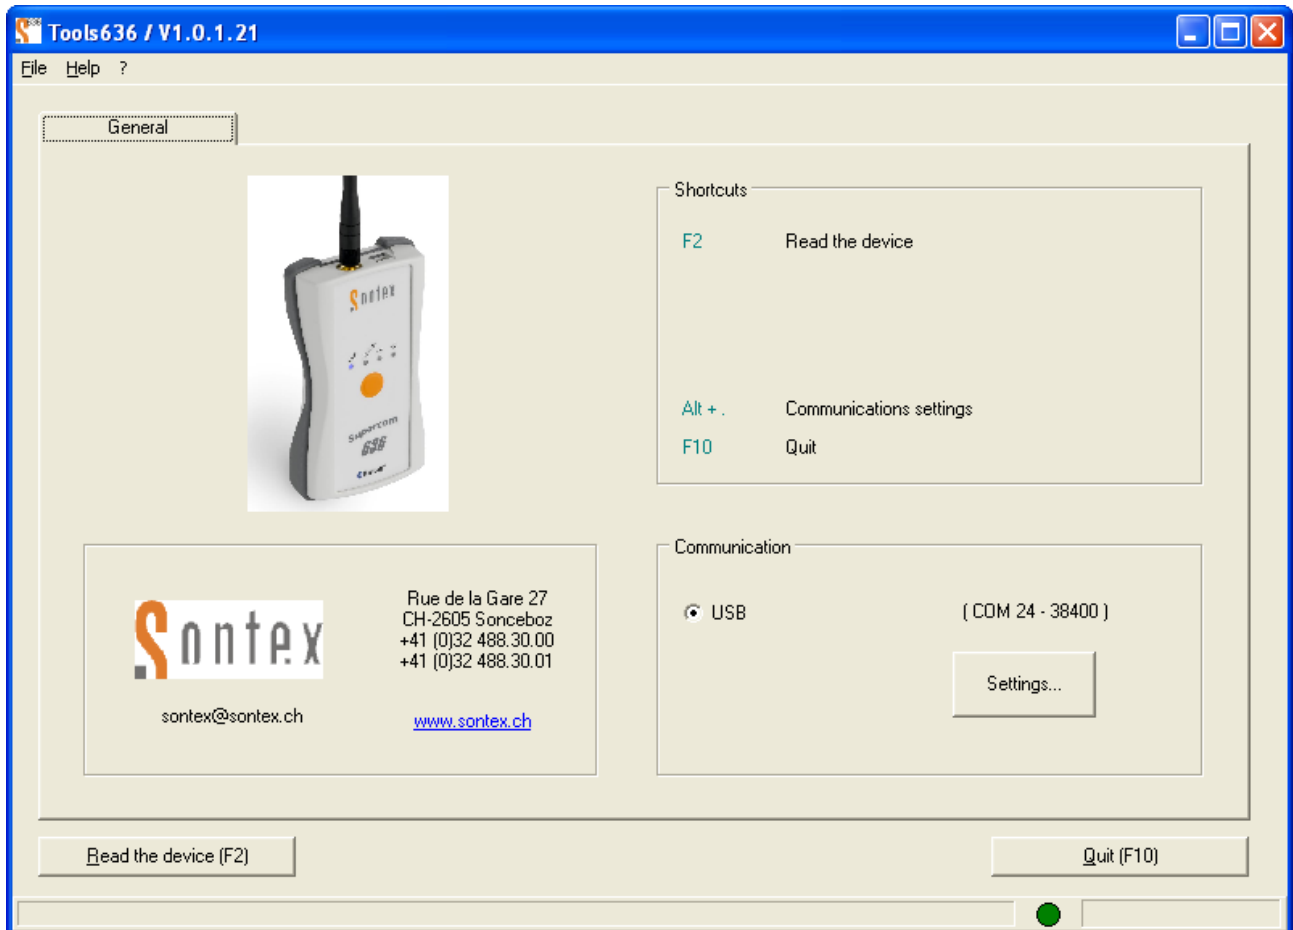 Tools636 / V1.0.1.21
File Help ?
General
Sontex
Supercom
636
Shortcuts
F2 Read the device
Alt + . Communications settings
F10 Quit
Sontex
Rue de la Gare 27
CH-2605 Sonceboz
+41 (0)32 488.30.00
+41 (0)32 488.30.01
sontex@sontex.ch
www.sontex.ch
Communication
USB ( COM 24 - 38400 )
Settings...
Read the device (F2)
Quit (F10)